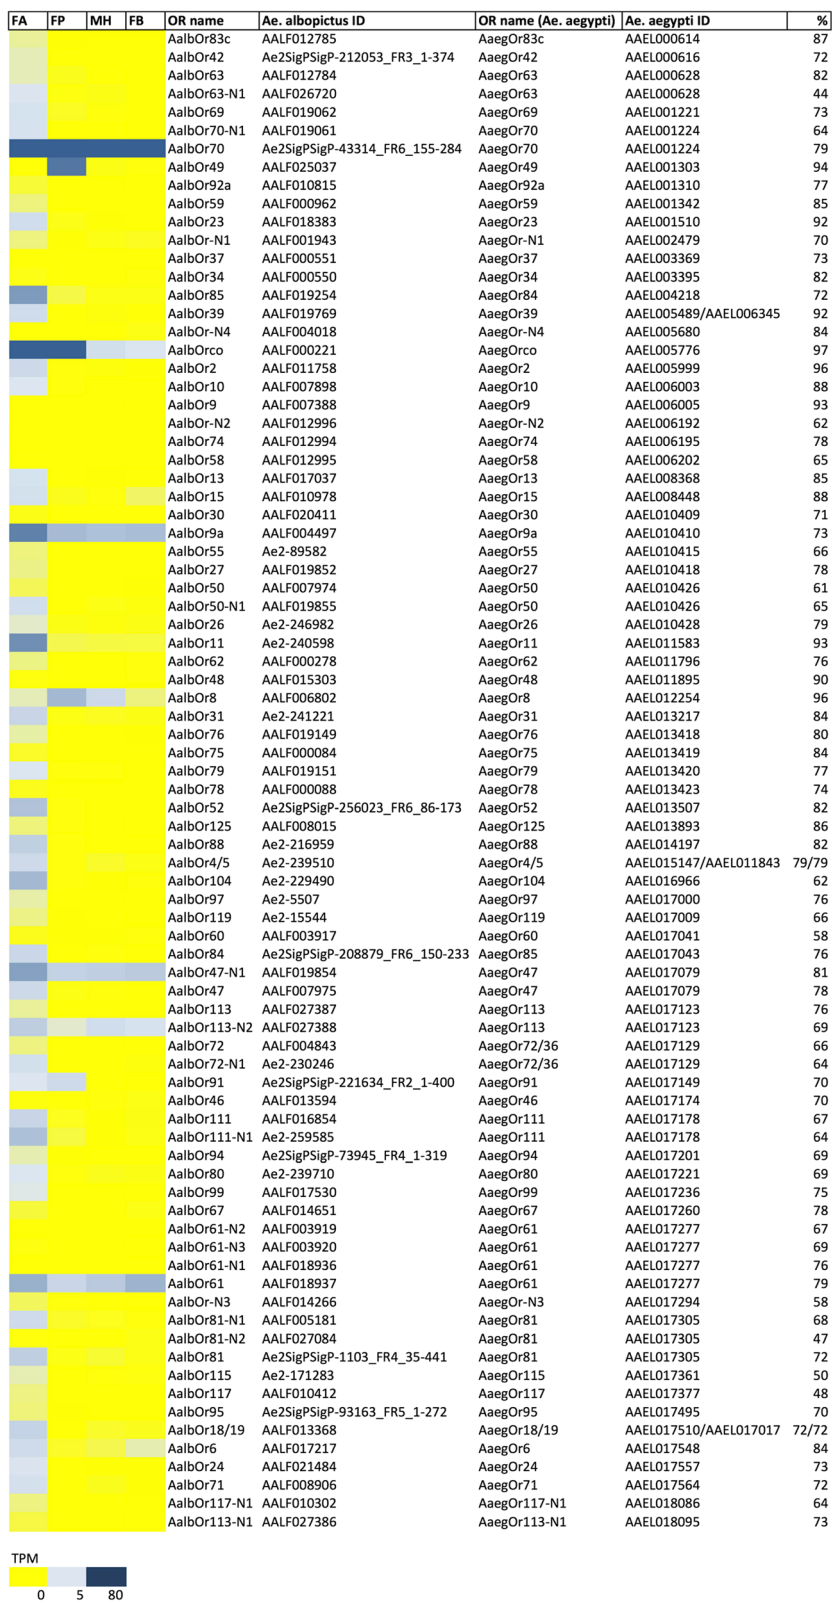 FA FP MH FB OR name Ae. albopictus ID OR name (Ae. aegypti) Ae. aegypti ID %
AalbOr83c AALF012785 AaegOr83c AAEL000614 87
AalbOr42 Ae2SigPSigP-212053_FR3_1-374 AaegOr42 AAEL000616 72
AalbOr63 AALF012784 AaegOr63 AAEL000628 82
AalbOr63-N1 AALF026720 AaegOr63 AAEL000628 44
AalbOr69 AALF019062 AaegOr69 AAEL001221 73
AalbOr70-N1 AALF019061 AaegOr70 AAEL001224 64
AalbOr70 Ae2SigPSigP-43314_FR6_155-284 AaegOr70 AAEL001224 79
AalbOr49 AALF025037 AaegOr49 AAEL001303 94
AalbOr92a AALF010815 AaegOr92a AAEL001310 77
AalbOr59 AALF000962 AaegOr59 AAEL001342 85
AalbOr23 AALF018383 AaegOr23 AAEL001510 92
AalbOr-N1 AALF001943 AaegOr-N1 AAEL002479 70
AalbOr37 AALF000551 AaegOr37 AAEL003369 73
AalbOr34 AALF000550 AaegOr34 AAEL003395 82
AalbOr85 AALF019254 AaegOr84 AAEL004218 72
AalbOr39 AALF019769 AaegOr39 AAEL005489/AAEL006345 92
AalbOr-N4 AALF004018 AaegOr-N4 AAEL005680 84
AalbOrco AALF000221 AaegOrco AAEL005776 97
AalbOr2 AALF011758 AaegOr2 AAEL005999 96
AalbOr10 AALF007898 AaegOr10 AAEL006003 88
AalbOr9 AALF007388 AaegOr9 AAEL006005 93
AalbOr-N2 AALF012996 AaegOr-N2 AAEL006192 62
AalbOr74 AALF012994 AaegOr74 AAEL006195 78
AalbOr58 AALF012995 AaegOr58 AAEL006202 65
AalbOr13 AALF017037 AaegOr13 AAEL008368 85
AalbOr15 AALF010978 AaegOr15 AAEL008448 88
AalbOr30 AALF020411 AaegOr30 AAEL010409 71
AalbOr9a AALF004497 AaegOr9a AAEL010410 73
AalbOr55 Ae2-89582 AaegOr55 AAEL010415 66
AalbOr27 AALF019852 AaegOr27 AAEL010418 78
AalbOr50 AALF007974 AaegOr50 AAEL010426 61
AalbOr50-N1 AALF019855 AaegOr50 AAEL010426 65
AalbOr26 Ae2-246982 AaegOr26 AAEL010428 79
AalbOr11 Ae2-240598 AaegOr11 AAEL011583 93
AalbOr62 AALF000278 AaegOr62 AAEL011796 76
AalbOr48 AALF015303 AaegOr48 AAEL011895 90
AalbOr8 AALF006802 AaegOr8 AAEL012254 96
AalbOr31 Ae2-241221 AaegOr31 AAEL013217 84
AalbOr76 AALF019149 AaegOr76 AAEL013418 80
AalbOr75 AALF000084 AaegOr75 AAEL013419 84
AalbOr79 AALF019151 AaegOr79 AAEL013420 77
AalbOr78 AALF000088 AaegOr78 AAEL013423 74
AalbOr52 Ae2SigPSigP-256023_FR6_86-173 AaegOr52 AAEL013507 82
AalbOr125 AALF008015 AaegOr125 AAEL013893 86
AalbOr88 Ae2-216959 AaegOr88 AAEL014197 82
AalbOr4/5 Ae2-239510 AaegOr4/5 AAEL015147/AAEL011843 79/79
AalbOr104 Ae2-229490 AaegOr104 AAEL016966 62
AalbOr97 Ae2-5507 AaegOr97 AAEL017000 76
AalbOr119 Ae2-15544 AaegOr119 AAEL017009 66
AalbOr60 AALF003917 AaegOr60 AAEL017041 58
AalbOr84 Ae2SigPSigP-208879_FR6_150-233 AaegOr85 AAEL017043 76
AalbOr47-N1 AALF019854 AaegOr47 AAEL017079 81
AalbOr47 AALF007975 AaegOr47 AAEL017079 78
AalbOr113 AALF027387 AaegOr113 AAEL017123 76
AalbOr113-N2 AALF027388 AaegOr113 AAEL017123 69
AalbOr72 AALF004843 AaegOr72/36 AAEL017129 66
AalbOr72-N1 Ae2-230246 AaegOr72/36 AAEL017129 64
AalbOr91 Ae2SigPSigP-221634_FR2_1-400 AaegOr91 AAEL017149 70
AalbOr46 AALF013594 AaegOr46 AAEL017174 70
AalbOr111 AALF016854 AaegOr111 AAEL017178 67
AalbOr111-N1 Ae2-259585 AaegOr111 AAEL017178 64
AalbOr94 Ae2SigPSigP-73945_FR4_1-319 AaegOr94 AAEL017201 69
AalbOr80 Ae2-239710 AaegOr80 AAEL017221 69
AalbOr99 AALF017530 AaegOr99 AAEL017236 75
AalbOr67 AALF014651 AaegOr67 AAEL017260 78
AalbOr61-N2 AALF003919 AaegOr61 AAEL017277 67
AalbOr61-N3 AALF003920 AaegOr61 AAEL017277 69
AalbOr61-N1 AALF018936 AaegOr61 AAEL017277 76
AalbOr61 AALF018937 AaegOr61 AAEL017277 79
AalbOr-N3 AALF014266 AaegOr-N3 AAEL017294 58
AalbOr81-N1 AALF005181 AaegOr81 AAEL017305 68
AalbOr81-N2 AALF027084 AaegOr81 AAEL017305 47
AalbOr81 Ae2SigPSigP-1103_FR4_35-441 AaegOr81 AAEL017305 72
AalbOr115 Ae2-171283 AaegOr115 AAEL017361 50
AalbOr117 AALF010412 AaegOr117 AAEL017377 48
AalbOr95 Ae2SigPSigP-93163_FR5_1-272 AaegOr95 AAEL017495 70
AalbOr18/19 AALF013368 AaegOr18/19 AAEL017510/AAEL017017 72/72
AalbOr6 AALF017217 AaegOr6 AAEL017548 84
AalbOr24 AALF021484 AaegOr24 AAEL017557 73
AalbOr71 AALF008906 AaegOr71 AAEL017564 72
AalbOr117-N1 AALF010302 AaegOr117-N1 AAEL018086 64
AalbOr113-N1 AALF027386 AaegOr113-N1 AAEL018095 73
TPM
0 5 80